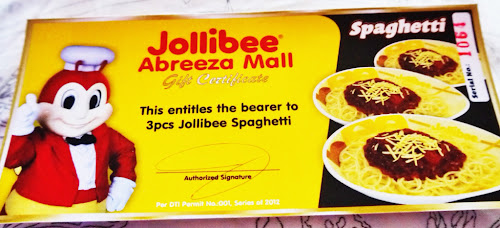 Jollibee®
Abreeza Mall
Gift Certificate
This entitles the bearer to
3pcs Jollibee Spaghetti
Authorized Signature
Per DTI Permit No.:001, Series of 2012
Spaghetti
Serial No.: 1064